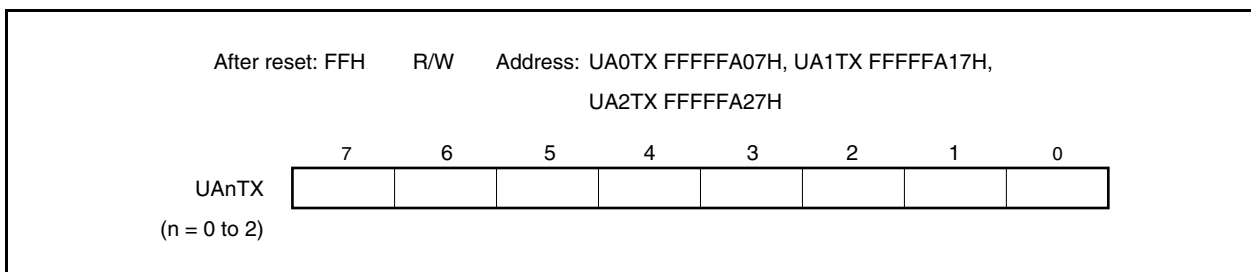 After reset: FFH R/W Address: UA0TX FFFFFA07H, UA1TX FFFFFA17H,
UA2TX FFFFFA27H
7 6 5 4 3 2 1 0
UAnTX
(n = 0 to 2)